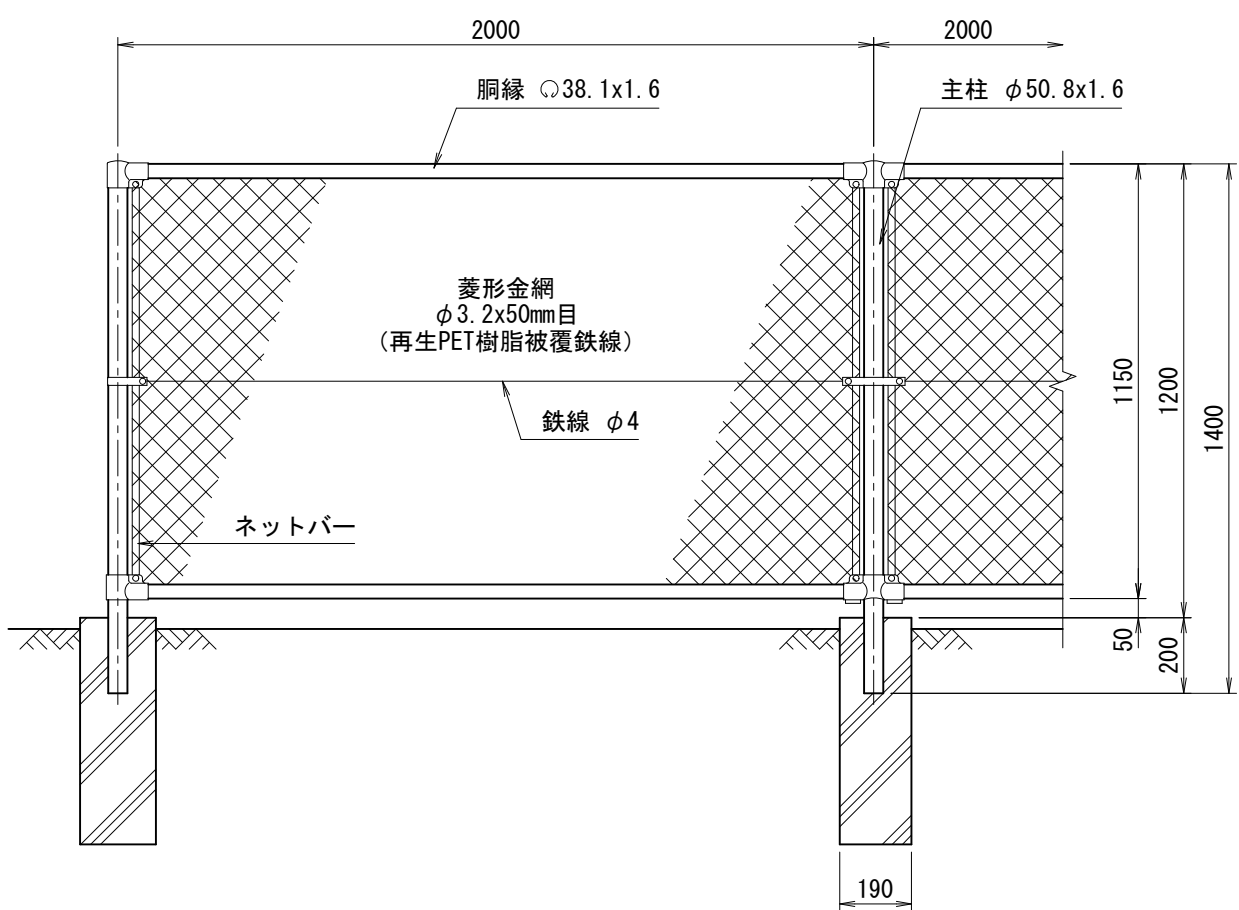 2000
2000
胴縁 38.1x1.6
主柱 φ50.8x1.6
菱形金網
φ3.2x50mm目
(再生PET樹脂被覆鉄線)
鉄線 φ4
ネットバー
1150
1200
1400
50
200
190